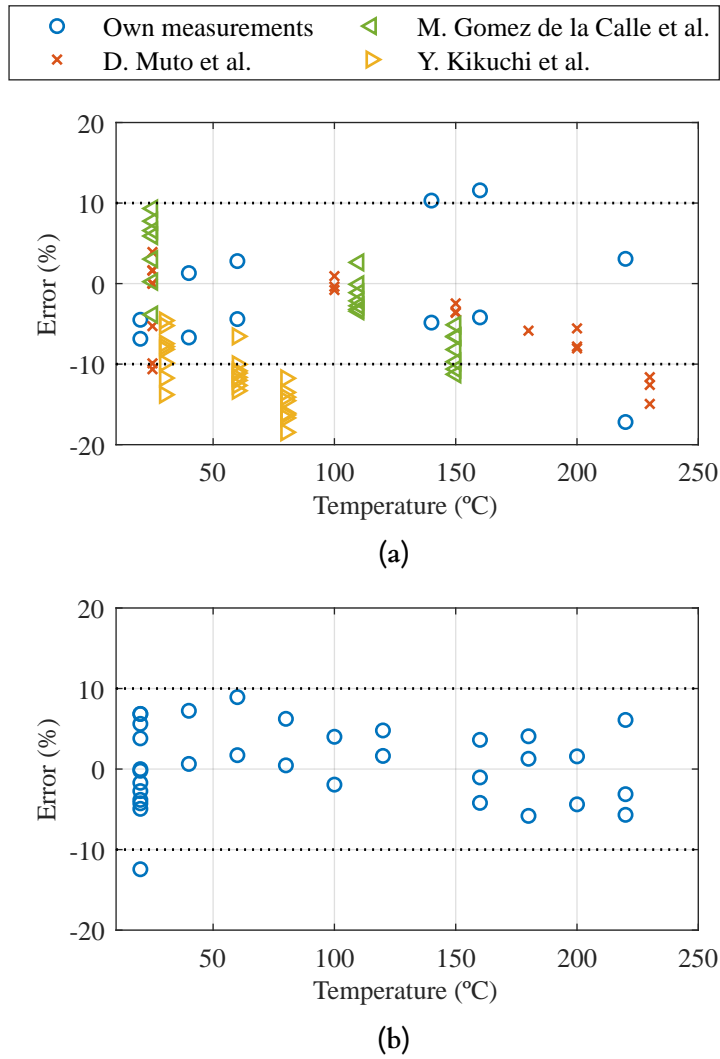 Own measurements
M. Gomez de la Calle et al.
D. Muto et al.
Y. Kikuchi et al.
20
10
0
-10
-20
Error (%)
50
100
150
200
250
Temperature (ºC)
(a)
20
10
0
-10
-20
Error (%)
50
100
150
200
250
Temperature (ºC)
(b)